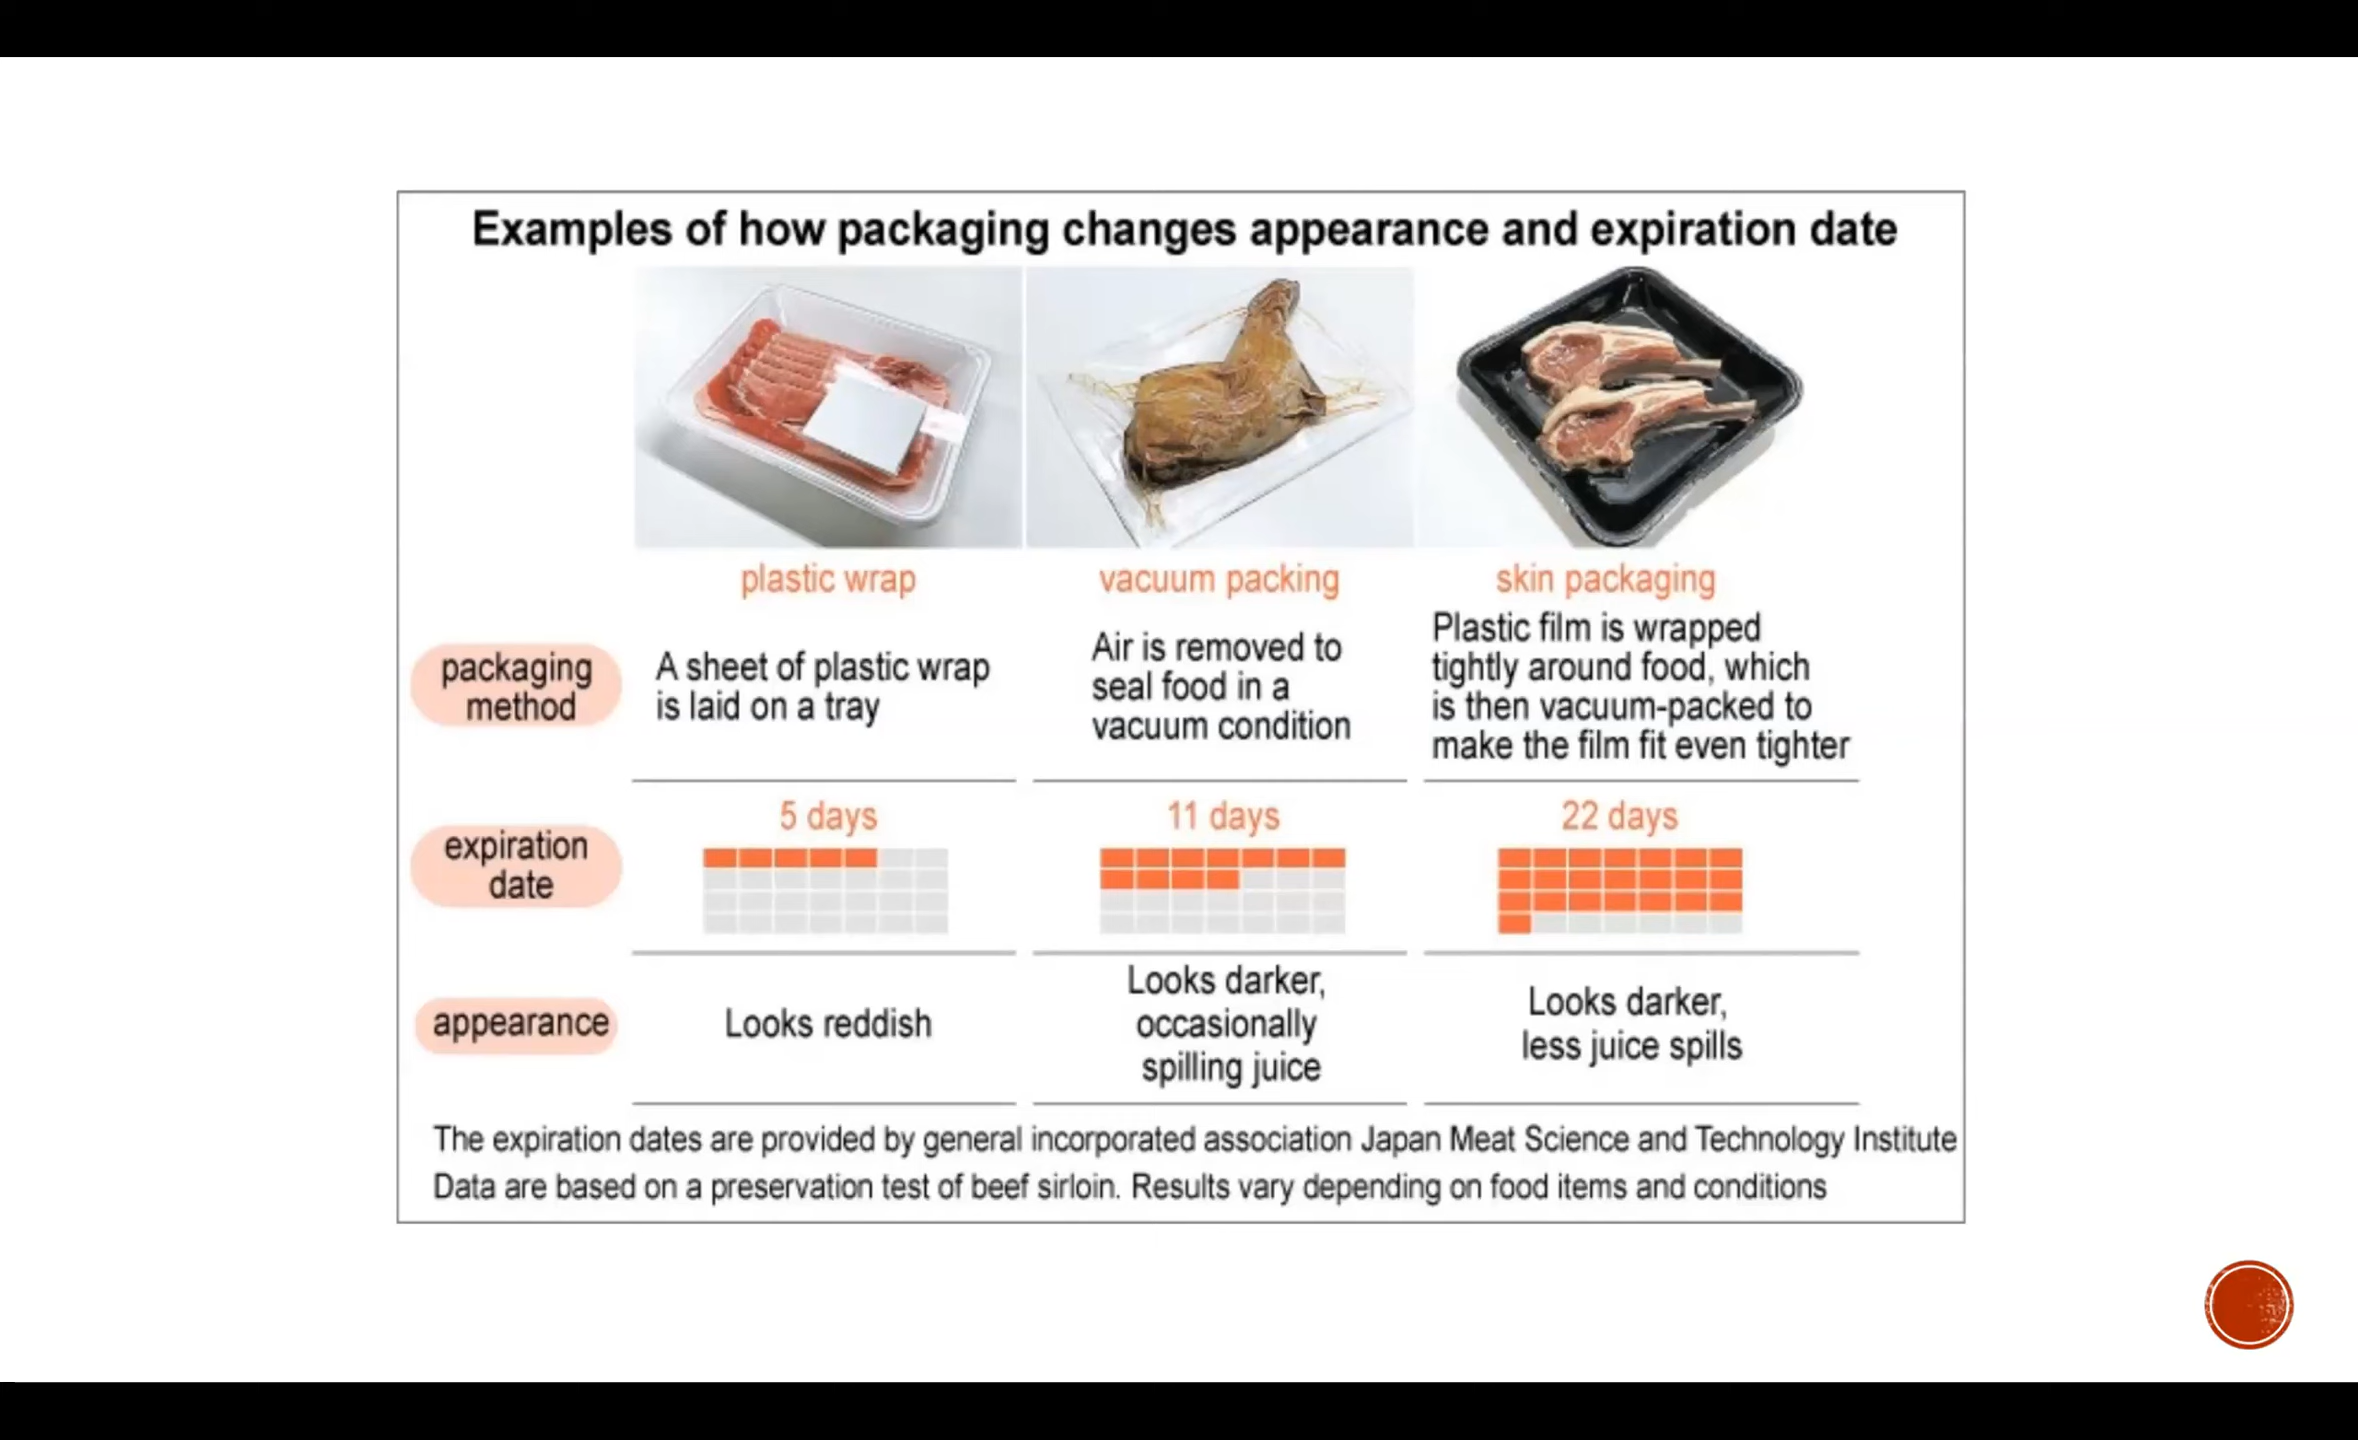 Examples of how packaging changes appearance and expiration date
plastic wrap
vacuum packing
skin packaging
packaging
method
A sheet of plastic wrap
is laid on a tray
Air is removed to
seal food in a
vacuum condition
Plastic film is wrapped
tightly around food, which
is then vacuum-packed to
make the film fit even tighter
expiration
date
5 days
11 days
22 days
appearance
Looks reddish
Looks darker,
occasionally
spilling juice
Looks darker,
less juice spills
The expiration dates are provided by general incorporated association Japan Meat Science and Technology Institute
Data are based on a preservation test of beef sirloin. Results vary depending on food items and conditions